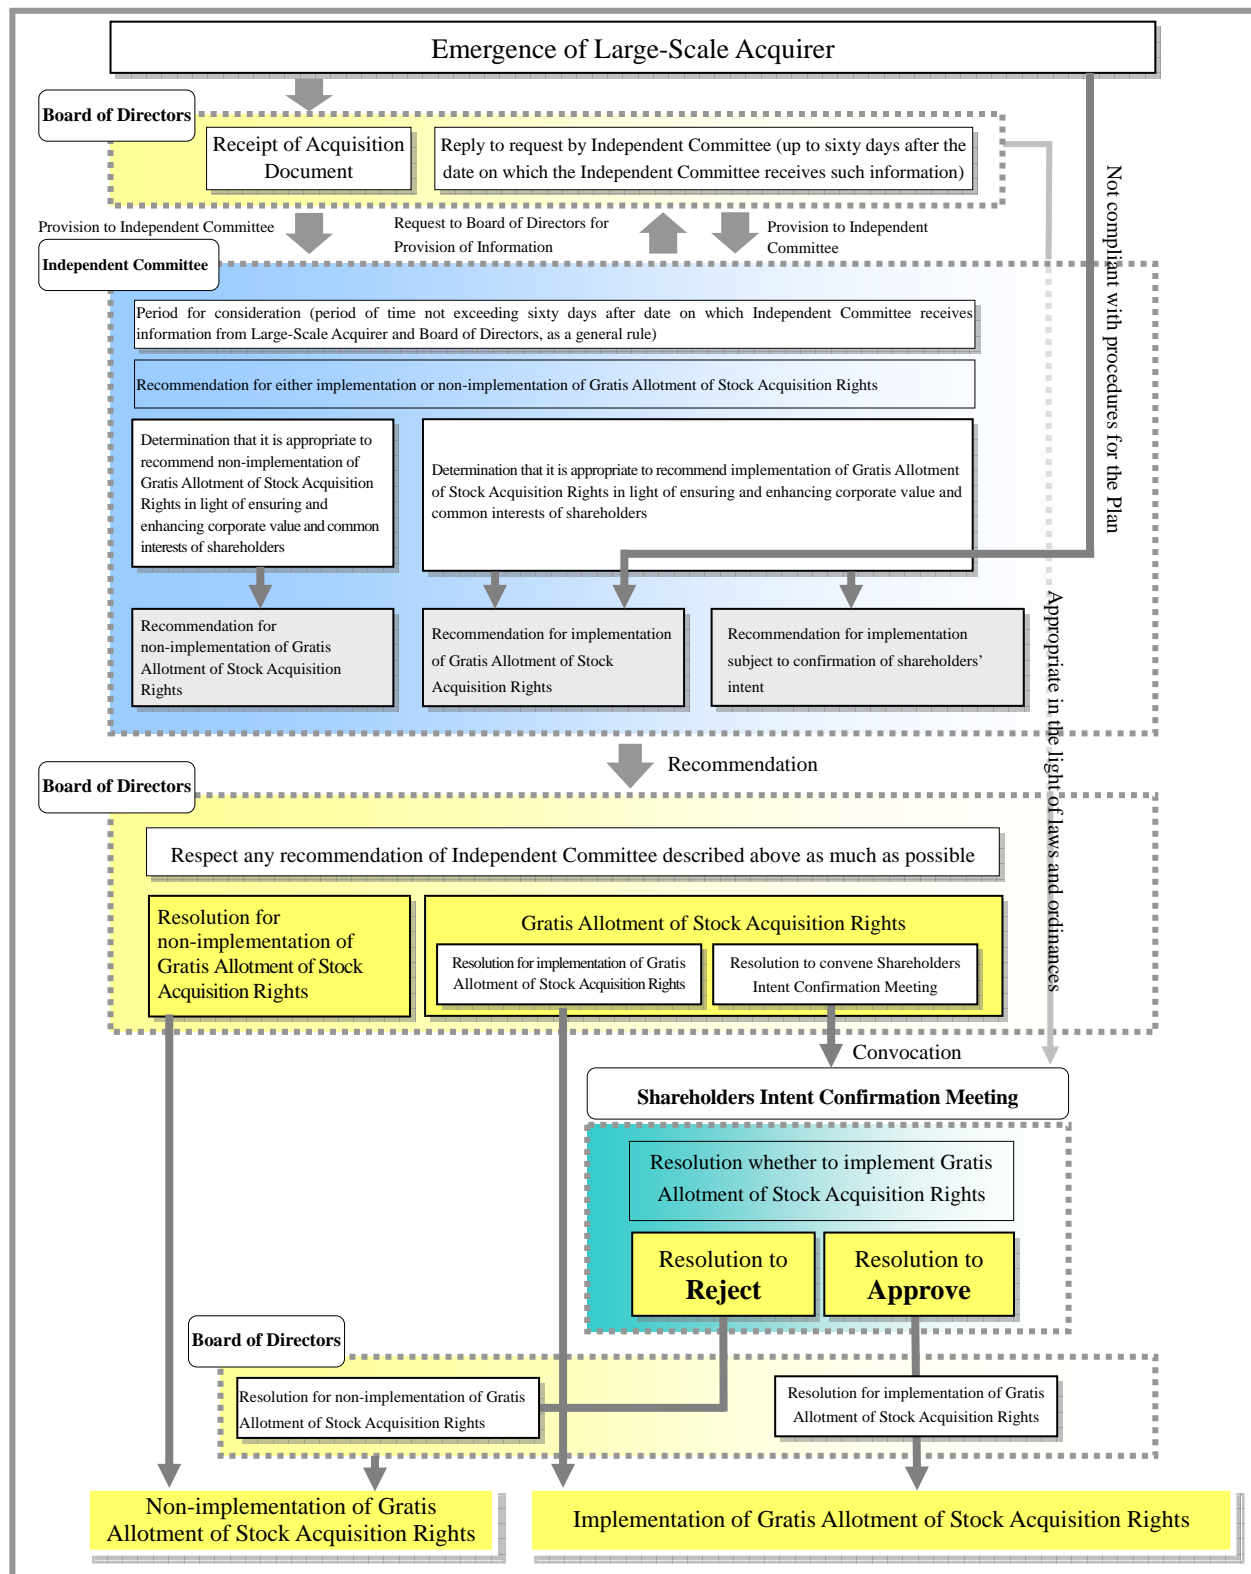 Emergence of Large-Scale Acquirer
Board of Directors
Receipt of Acquisition
Document
Reply to request by Independent Committee (up to sixty days after the
date on which the Independent Committee receives such information)
Not compliant with procedures for the Plan
Provision to Independent Committee
Request to Board of Directors for
Provision of Information
Provision to Independent
Committee
Independent Committee
Period for consideration (period of time not exceeding sixty days after date on which Independent Committee receives
information from Large-Scale Acquirer and Board of Directors, as a general rule)
Recommendation for either implementation or non-implementation of Gratis Allotment of Stock Acquisition Rights
Determination that it is appropriate to
recommend non-implementation of
Gratis Allotment of Stock Acquisition
Rights in light of ensuring and
enhancing corporate value and common
interests of shareholders
Determination that it is appropriate to recommend implementation of Gratis Allotment
of Stock Acquisition Rights in light of ensuring and enhancing corporate value and
common interests of shareholders
Recommendation for
non-implementation of Gratis
Allotment of Stock Acquisition
Rights
Recommendation for implementation
of Gratis Allotment of Stock
Acquisition Rights
Recommendation for implementation
subject to confirmation of shareholders’
intent
Appropriate in the light of laws and ordinances
Recommendation
Board of Directors
Respect any recommendation of Independent Committee described above as much as possible
Resolution for
non-implementation of
Gratis Allotment of Stock
Acquisition Rights
Gratis Allotment of Stock Acquisition Rights
Resolution for implementation of Gratis
Allotment of Stock Acquisition Rights
Resolution to convene Shareholders
Intent Confirmation Meeting
Convocation
Shareholders Intent Confirmation Meeting
Resolution whether to implement Gratis
Allotment of Stock Acquisition Rights
Resolution to
Reject
Resolution to
Approve
Board of Directors
Resolution for non-implementation of Gratis
Allotment of Stock Acquisition Rights
Resolution for implementation of Gratis
Allotment of Stock Acquisition Rights
Non-implementation of Gratis
Allotment of Stock Acquisition Rights
Implementation of Gratis Allotment of Stock Acquisition Rights